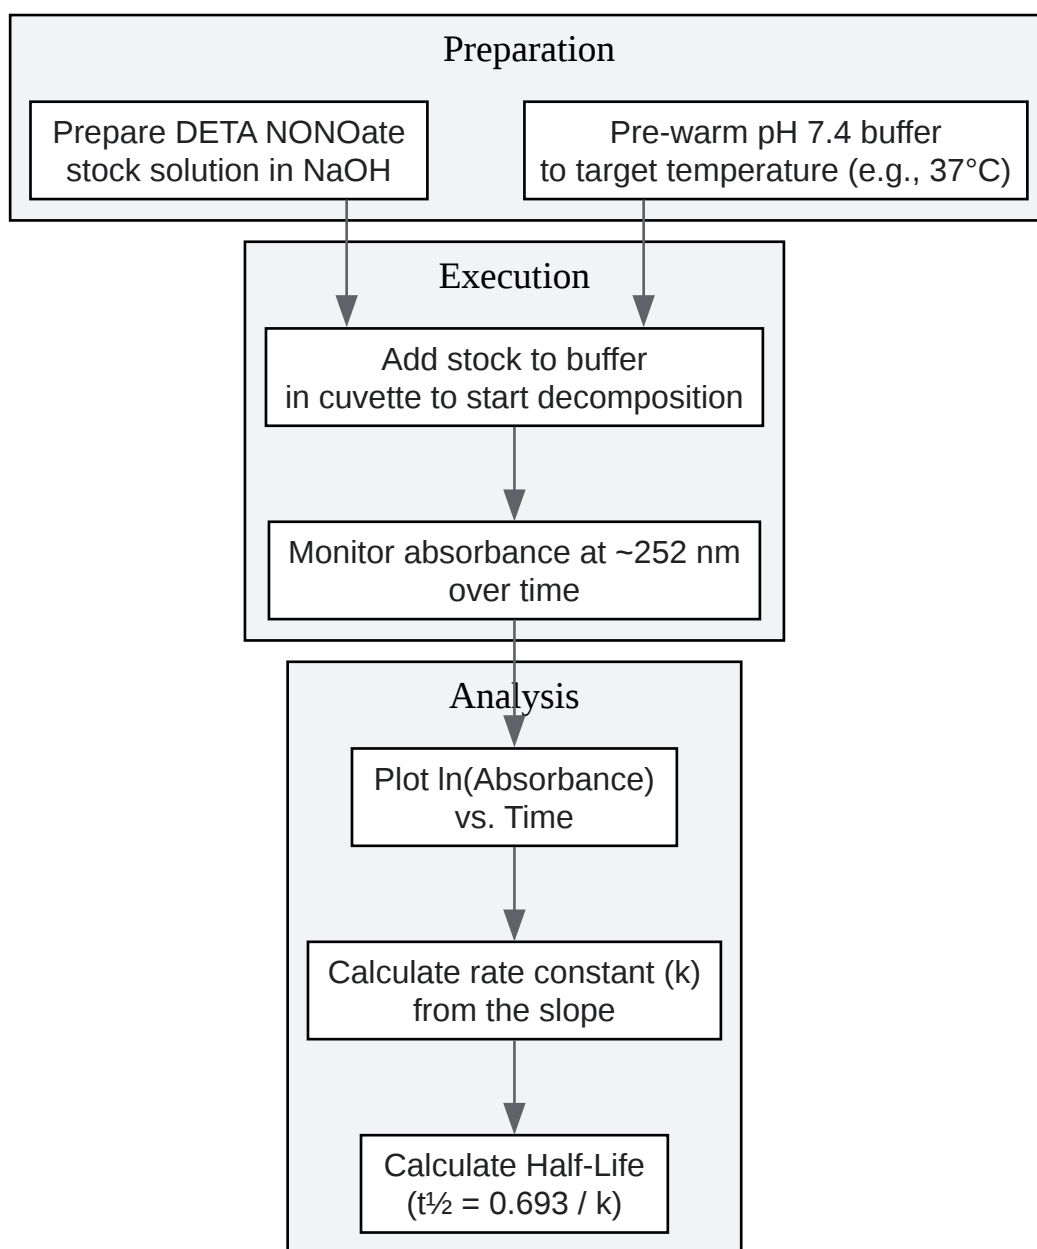 Preparation
Prepare DETA NONOate
stock solution in NaOH
Pre-warm pH 7.4 buffer
to target temperature (e.g., 37°C)
Execution
Add stock to buffer
in cuvette to start decomposition
Monitor absorbance at ~252 nm
over time
Analysis
Plot ln(Absorbance)
vs. Time
Calculate rate constant (k)
from the slope
Calculate Half-Life
(t½ = 0.693 / k)